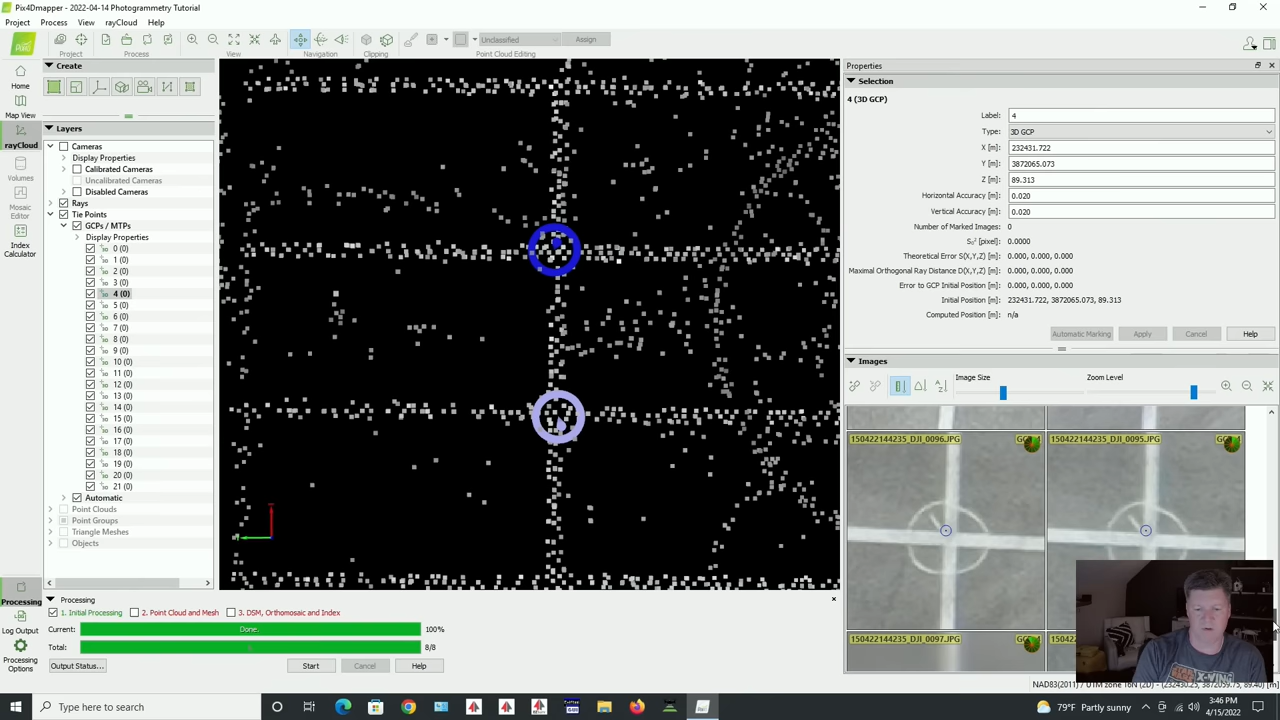 Pix4Dmapper - 2022-04-14 Photogrammetry Tutorial
Project Process View rayCloud Help
Unclassified Assign
Project Process View Navigation Clipping Point Cloud Editing
Home
Map View
rayCloud
Volumes
Mosaic
Editor
Index
Calculator
Processing
Log Output
Processing
Options
Create
Layers
Cameras
Display Properties
Calibrated Cameras
Uncalibrated Cameras
Disabled Cameras
Rays
Tie Points
GCPs / MTPs
Display Properties
0 (0)
1 (0)
2 (0)
3 (0)
4 (0)
5 (0)
6 (0)
7 (0)
8 (0)
9 (0)
10 (0)
11 (0)
12 (0)
13 (0)
14 (0)
15 (0)
16 (0)
17 (0)
18 (0)
19 (0)
20 (0)
21 (0)
Automatic
Point Clouds
Point Groups
Triangle Meshes
Objects
Processing
1. Initial Processing 2. Point Cloud and Mesh 3. DSM, Orthomosaic and Index
Current: Done. 100%
Total: 8/8
Output Status... Start Cancel Help
Properties
Selection
4 (3D GCP)
Label: 4
Type: 3D GCP
X [m]: 232431.722
Y [m]: 3872065.073
Z [m]: 89.313
Horizontal Accuracy [m]: 0.020
Vertical Accuracy [m]: 0.020
Number of Marked Images: 0
S₀² [pixel]: 0.0000
Theoretical Error S(X,Y,Z) [m]: 0.000, 0.000, 0.000
Maximal Orthogonal Ray Distance D(X,Y,Z) [m]: 0.000, 0.000, 0.000
Error to GCP Initial Position [m]: 0.000, 0.000, 0.000
Initial Position [m]: 232431.722, 3872065.073, 89.313
Computed Position [m]: n/a
Automatic Marking Apply Cancel Help
Images
Image Size Zoom Level
150422144235_DJI_0096.JPG 150422144235_DJI_0095.JPG
150422144235_DJI_0097.JPG
Type here to search
79°F Partly sunny
3:46 PM
4/15/2022